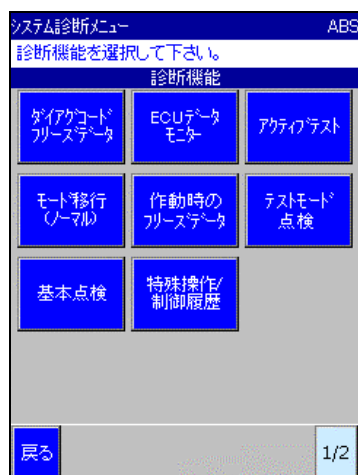 システム診断メニュー ABS
診断機能を選択して下さい。
診断機能
ダイアグコード
フリーズデータ
ECUデータ
モニター
アクティブテスト
モード移行
(ノーマル)
作動時の
フリーズデータ
テストモード
点検
基本点検
特殊操作/
制御履歴
戻る
1/2